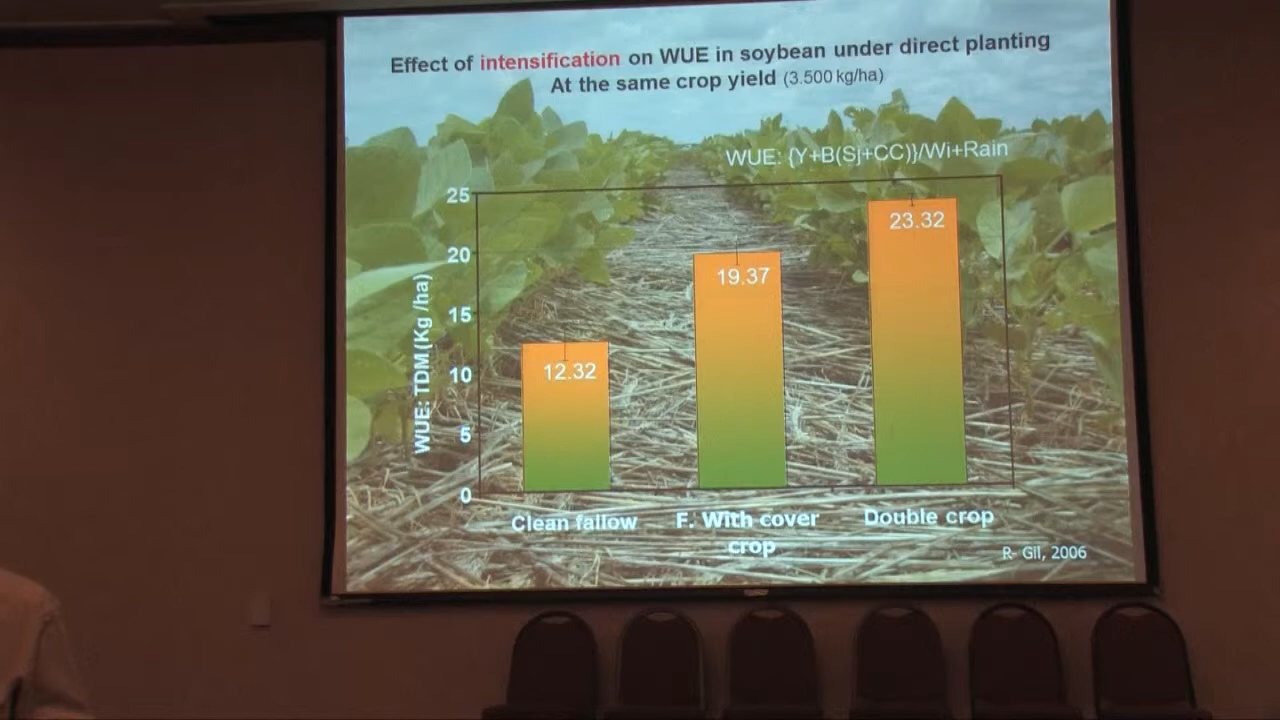 Effect of intensification on WUE in soybean under direct planting
At the same crop yield (3.500 kg/ha)
WUE: {Y+B(Sj+CC)}/Wi+Rain
WUE: TDM (Kg /ha)
25
20
15
10
5
0
12.32
19.37
23.32
Clean fallow
F. With cover
crop
Double crop
R- Gil, 2006